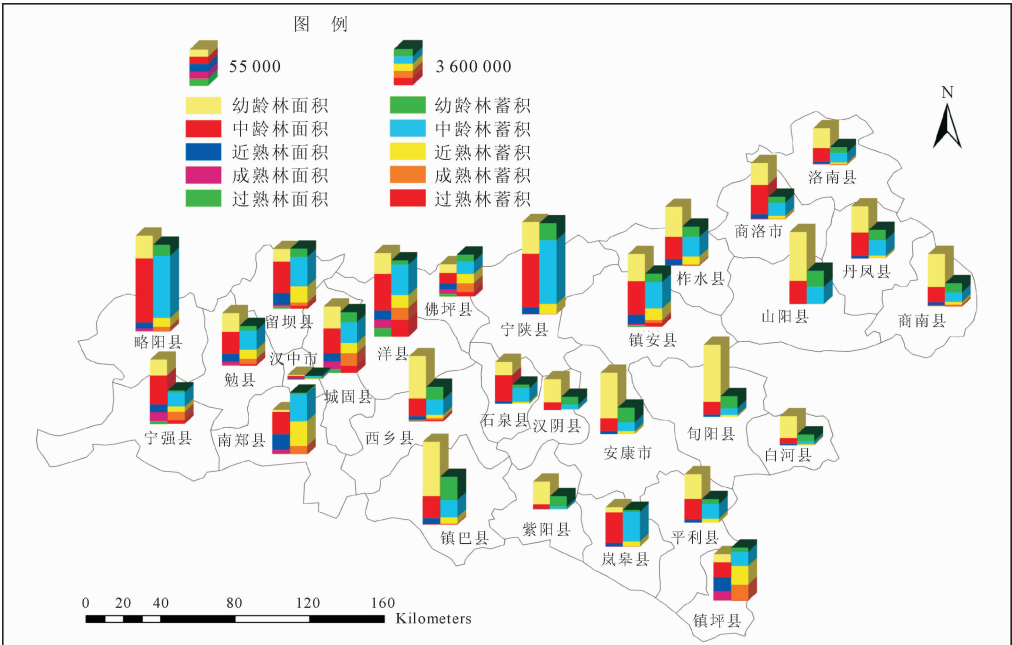 图 例
55 000
3 600 000
幼龄林面积
幼龄林蓄积
中龄林面积
中龄林蓄积
近熟林面积
近熟林蓄积
成熟林面积
成熟林蓄积
过熟林面积
过熟林蓄积
N
洛南县
商洛市
丹凤县
柞水县
山阳县
商南县
佛坪县
宁陕县
镇安县
留坝县
洋县
略阳县
汉中市
勉县
城固县
宁强县
南郑县
西乡县
石泉县
汉阴县
安康市
旬阳县
白河县
镇巴县
紫阳县
岚皋县
平利县
镇坪县
0 20 40 80 120 160
Kilometers